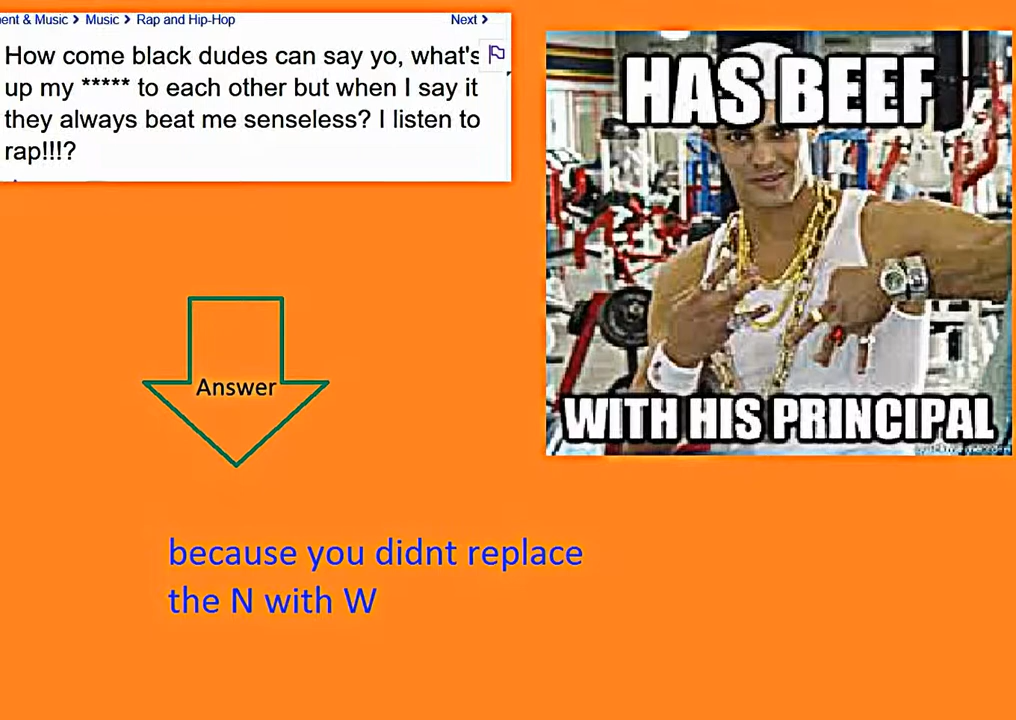 ent & Music > Music > Rap and Hip-Hop Next >
How come black dudes can say yo, what's
up my ***** to each other but when I say it
they always beat me senseless? I listen to
rap!!!?
HAS BEEF
WITH HIS PRINCIPAL
Answer
because you didnt replace
the N with W